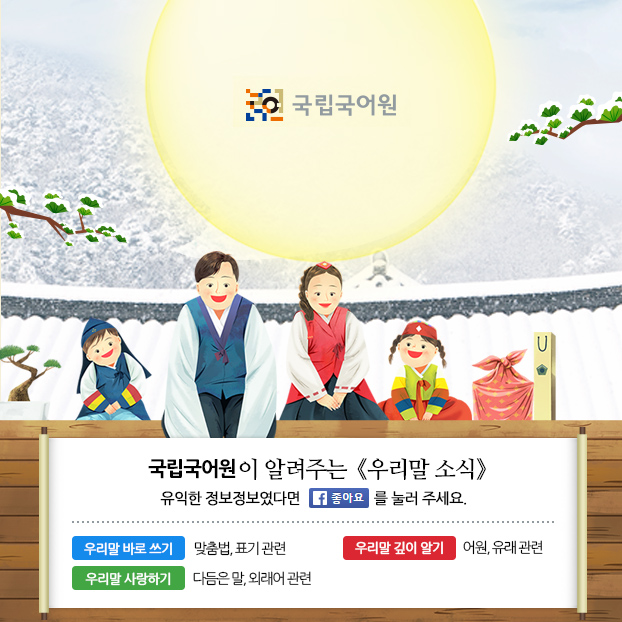 국립국어원
국립국어원이 알려주는 《우리말 소식》
유익한 정보정보였다면 f 좋아요 를 눌러 주세요.
우리말 바로 쓰기 맞춤법, 표기 관련 우리말 깊이 알기 어원, 유래 관련
우리말 사랑하기 다듬은 말, 외래어 관련